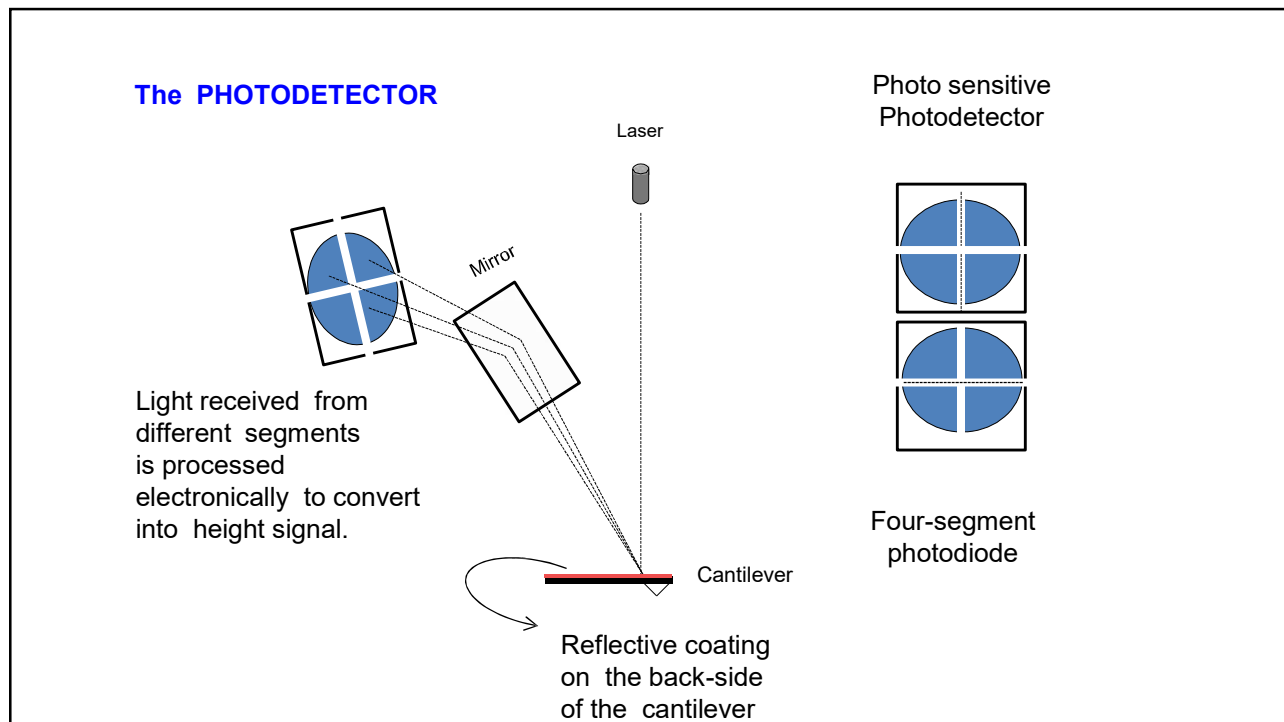 The PHOTODETECTOR
Photo sensitive
Photodetector
Laser
Mirror
Light received from
different segments
is processed
electronically to convert
into height signal.
Four-segment
photodiode
Cantilever
Reflective coating
on the back-side
of the cantilever